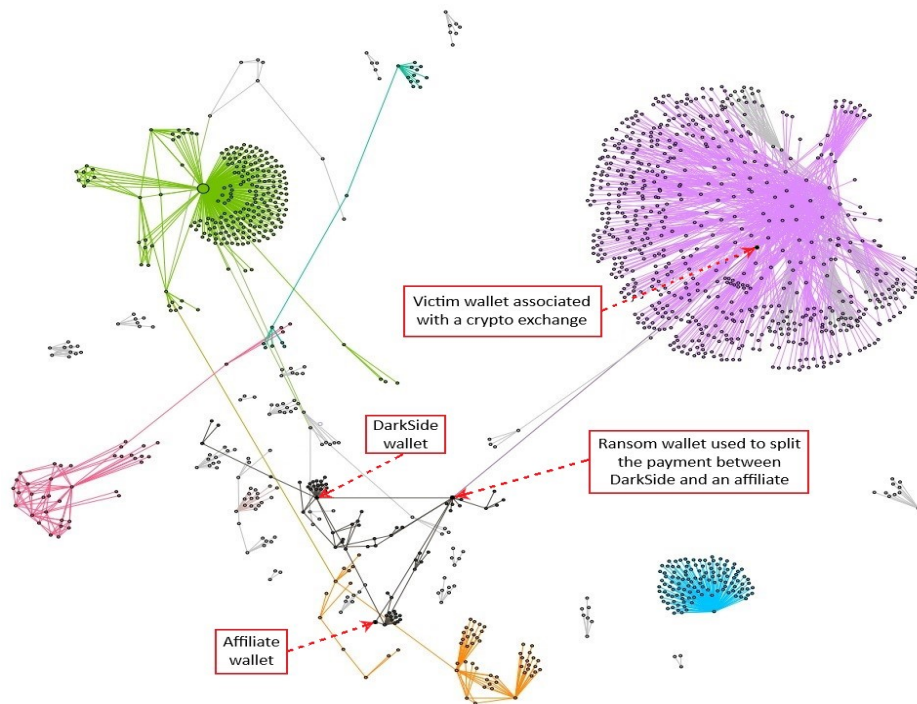 Victim wallet associated
with a crypto exchange
DarkSide
wallet
Ransom wallet used to split
the payment between
DarkSide and an affiliate
Affiliate
wallet